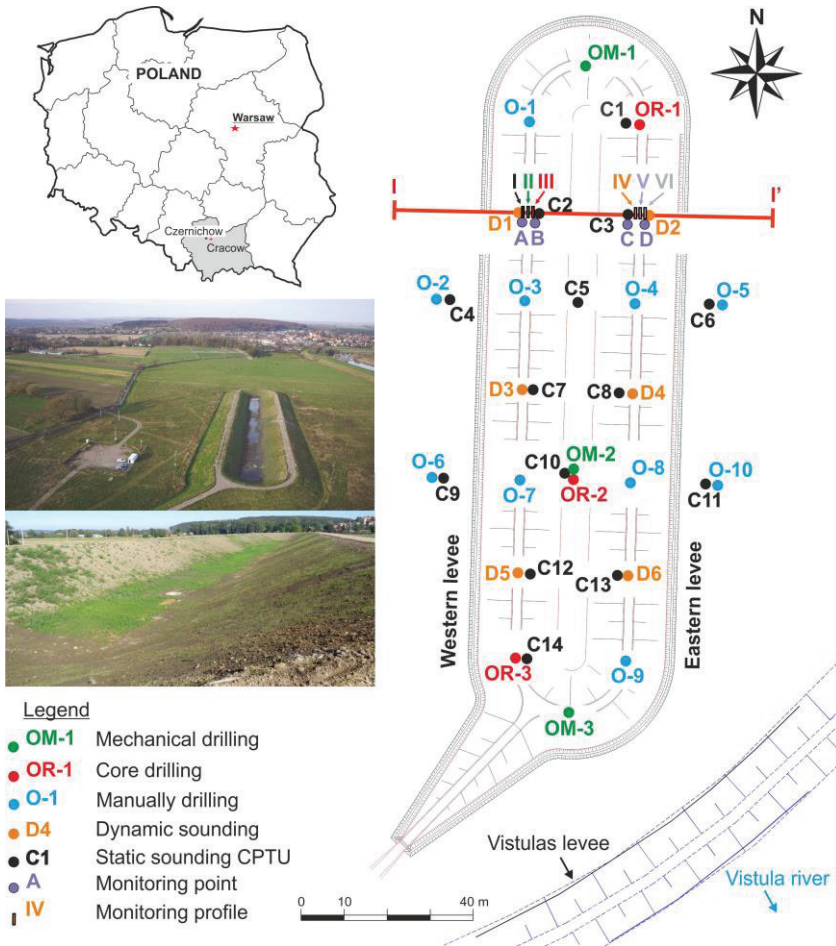 POLAND
Warsaw
Czernichow
Cracow
N
OM-1
O-1
C1 OR-1
I II III IV V VI
I I'
C2
D1 C3 D2
A B C D
O-2 O-3 C5 O-4 O-5
C4 C6
D3 C7 C8 D4
OM-2
O-6 C10 O-8 O-10
C9 O-7 OR-2 C11
D5 C12 C13 D6
Western levee
Eastern levee
C14
OR-3 O-9
OM-3
Legend
OM-1 Mechanical drilling
OR-1 Core drilling
O-1 Manually drilling
D4 Dynamic sounding
C1 Static sounding CPTU
A Monitoring point
IV Monitoring profile
Vistulas levee
Vistula river
0 10 20 40 m